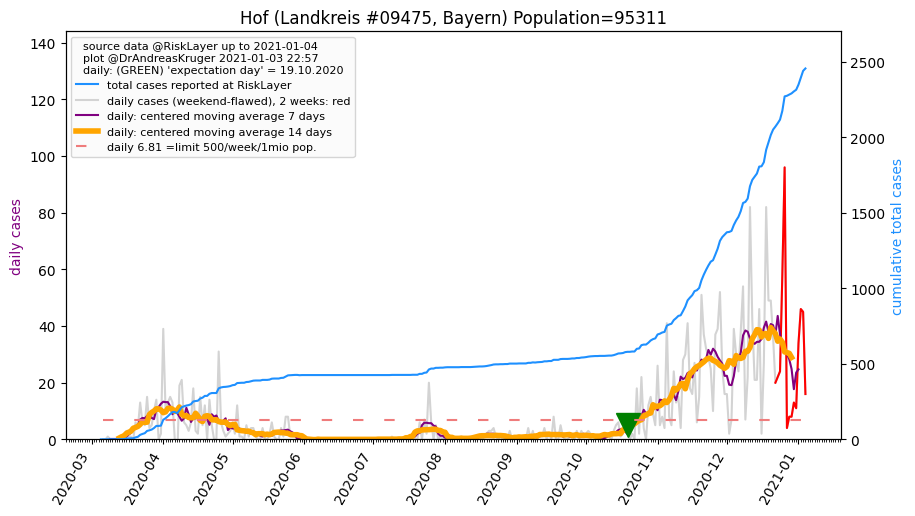 Hof (Landkreis #09475, Bayern) Population=95311
source data @RiskLayer up to 2021-01-04
plot @DrAndreasKruger 2021-01-03 22:57
daily: (GREEN) 'expectation day' = 19.10.2020
total cases reported at RiskLayer
daily cases (weekend-flawed), 2 weeks: red
daily: centered moving average 7 days
daily: centered moving average 14 days
daily 6.81 =limit 500/week/1mio pop.
daily cases
140
120
100
80
60
40
20
0
2500
2000
1500
1000
500
0
cumulative total cases
2020-03
2020-04
2020-05
2020-06
2020-07
2020-08
2020-09
2020-10
2020-11
2020-12
2021-01